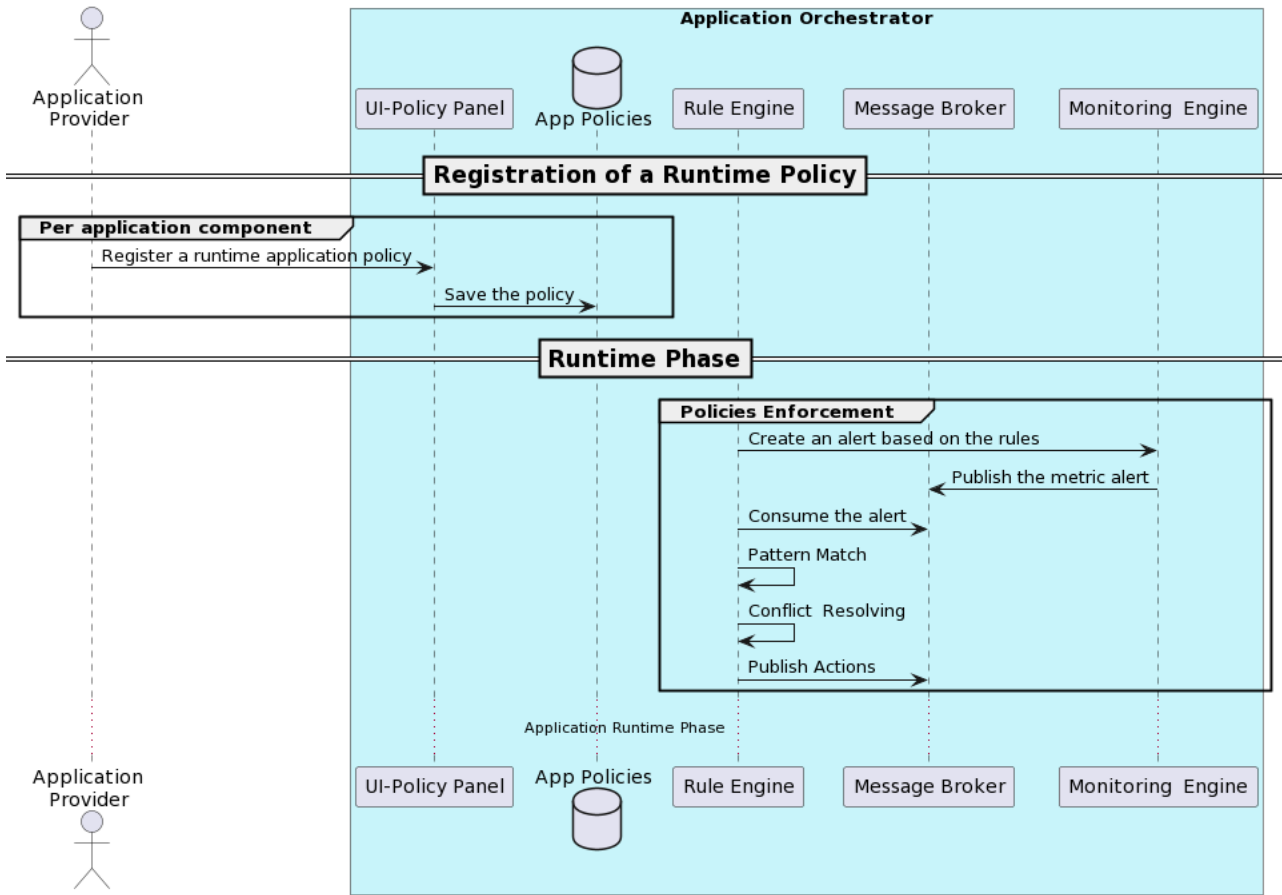 Application Orchestrator
Application
Provider
UI-Policy Panel
App Policies
Rule Engine
Message Broker
Monitoring  Engine
Registration of a Runtime Policy
Per application component
Register a runtime application policy
Save the policy
Runtime Phase
Policies Enforcement
Create an alert based on the rules
Publish the metric alert
Consume the alert
Pattern Match
Conflict  Resolving
Publish Actions
Application Runtime Phase
Application
Provider
UI-Policy Panel
App Policies
Rule Engine
Message Broker
Monitoring  Engine